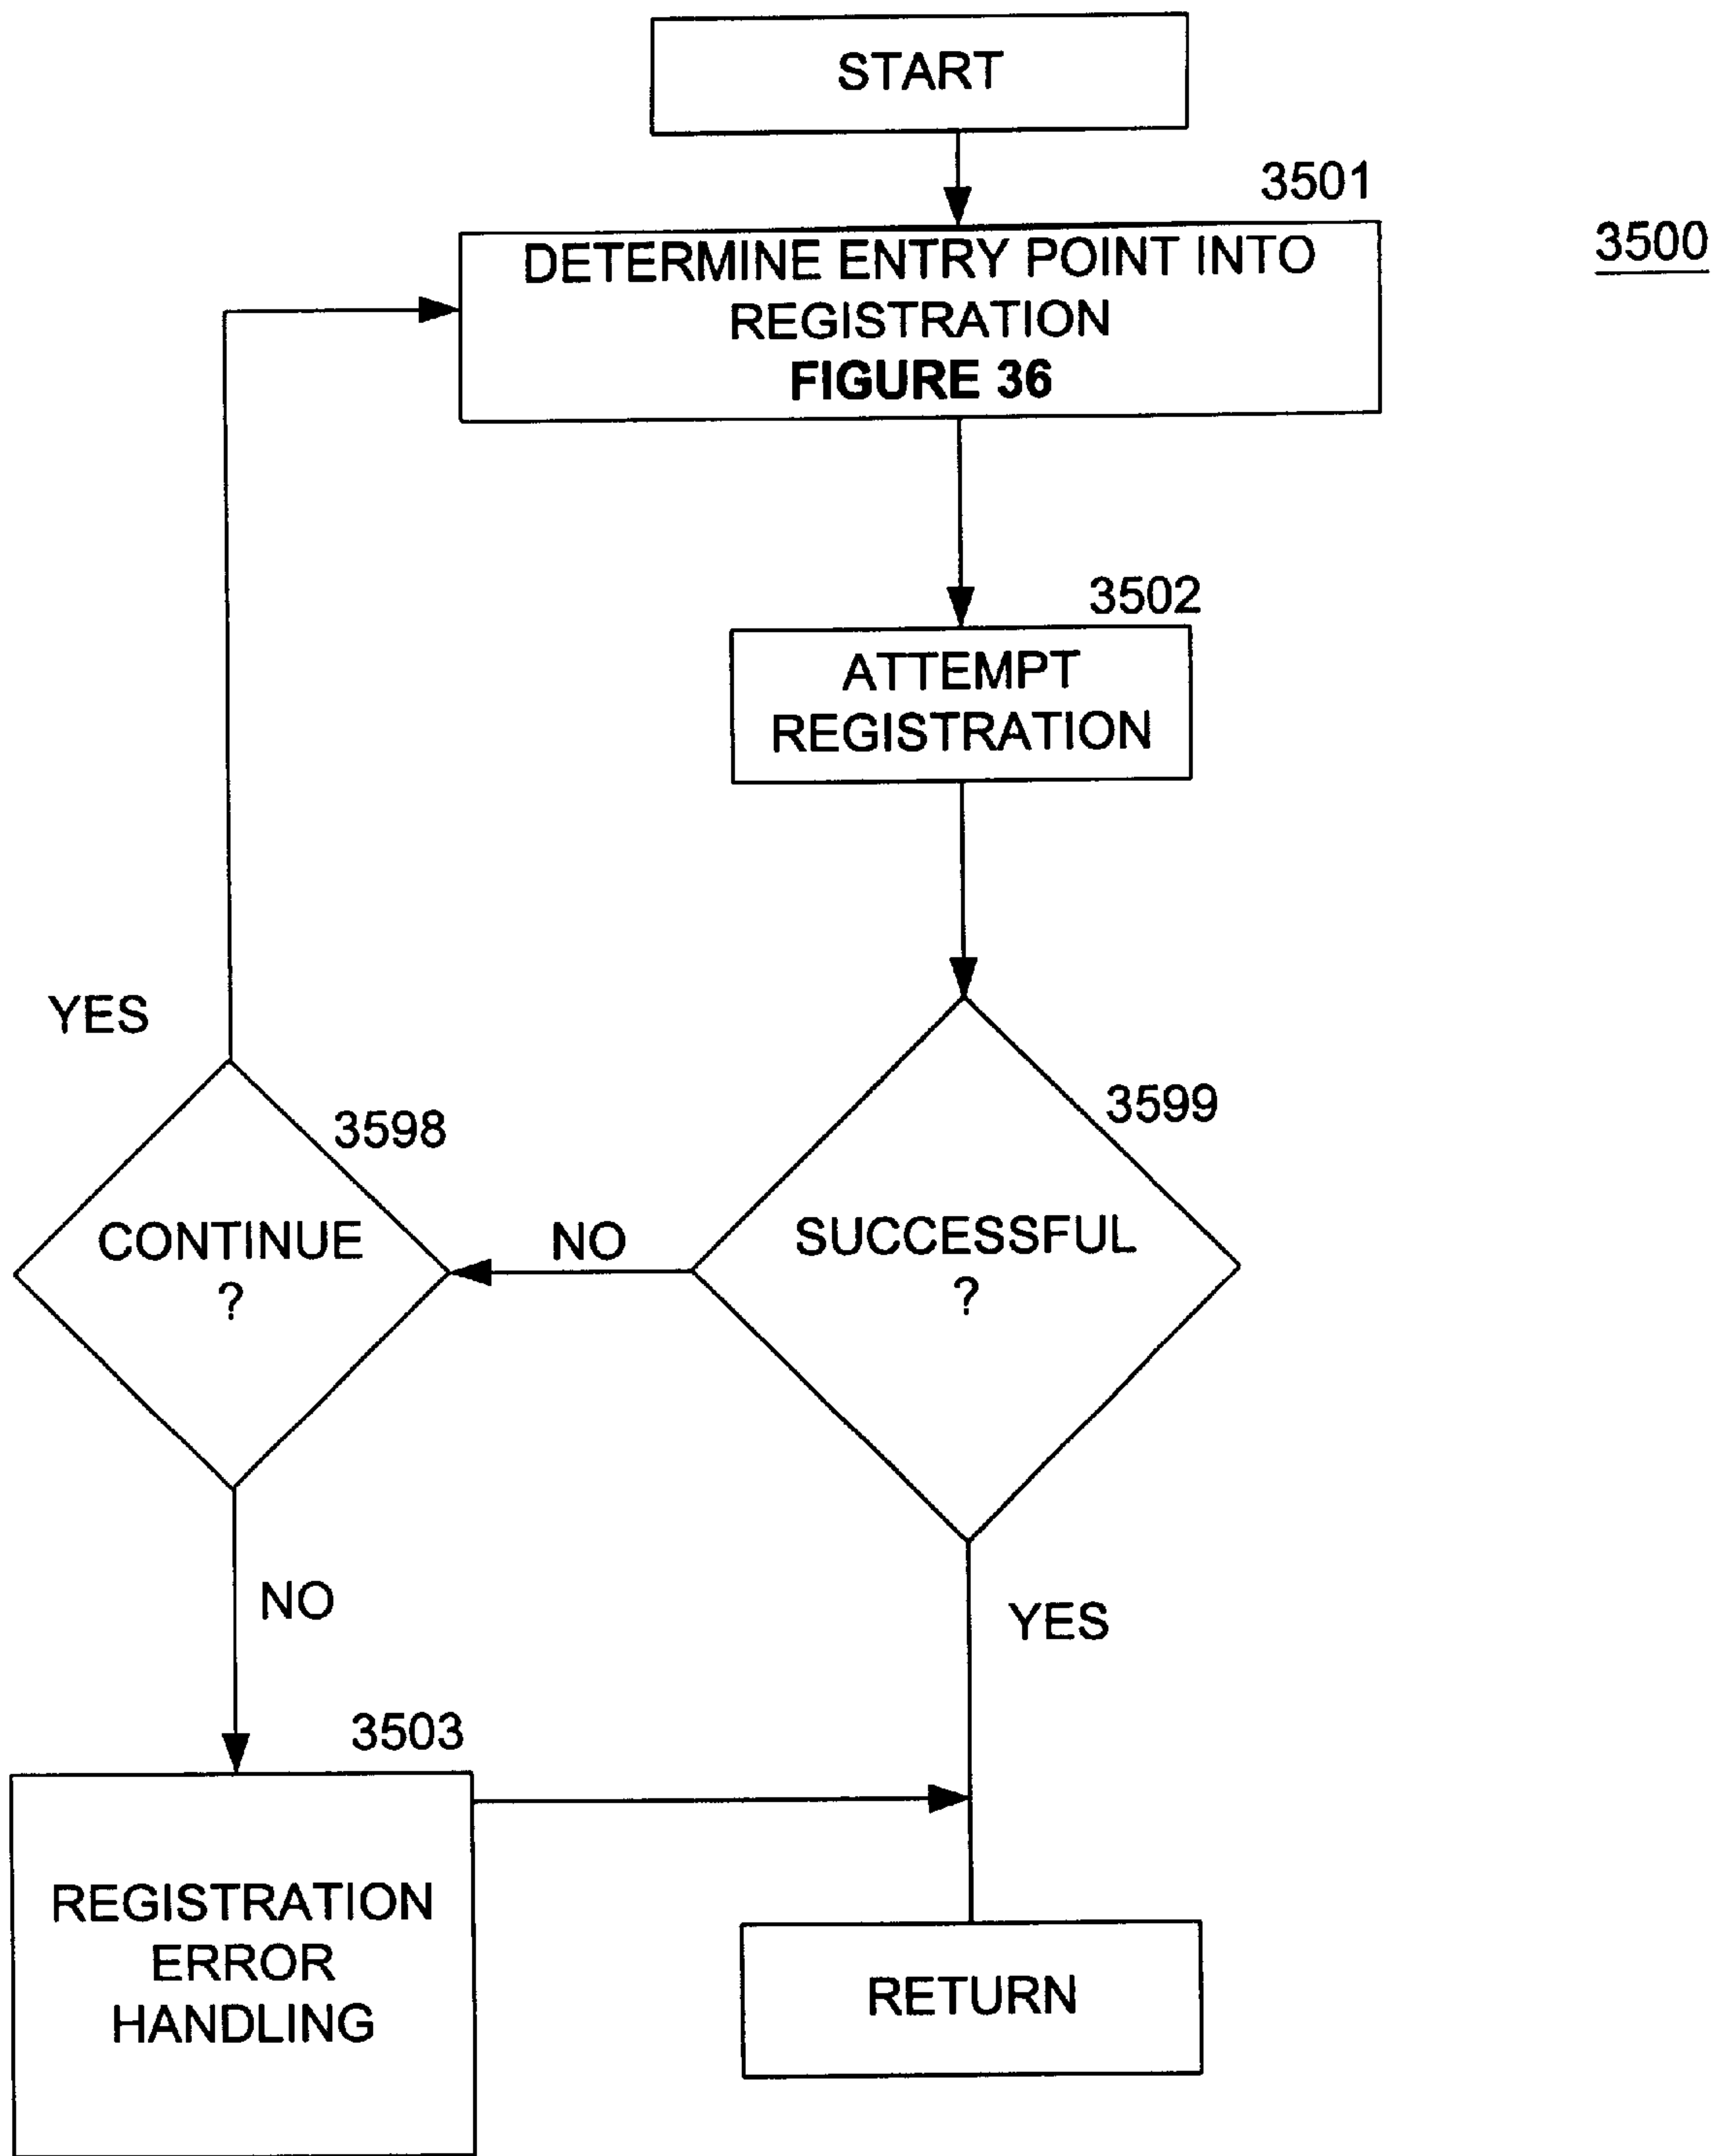 START
3501
3500
DETERMINE ENTRY POINT INTO
REGISTRATION
FIGURE 36
3502
ATTEMPT
REGISTRATION
YES
3599
3598
CONTINUE
?
NO
SUCCESSFUL
?
NO
YES
3503
REGISTRATION
ERROR
HANDLING
RETURN